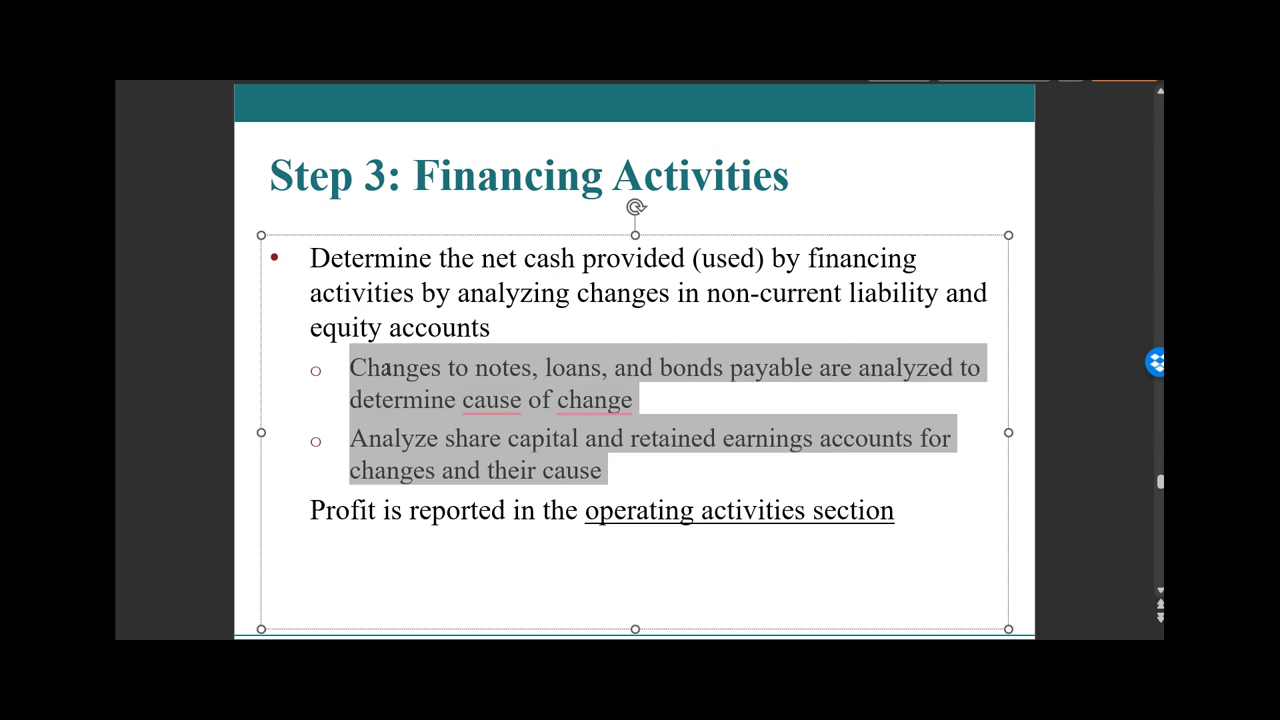 Step 3: Financing Activities
• Determine the net cash provided (used) by financing
activities by analyzing changes in non-current liability and
equity accounts
o Changes to notes, loans, and bonds payable are analyzed to
determine cause of change
o Analyze share capital and retained earnings accounts for
changes and their cause
Profit is reported in the operating activities section